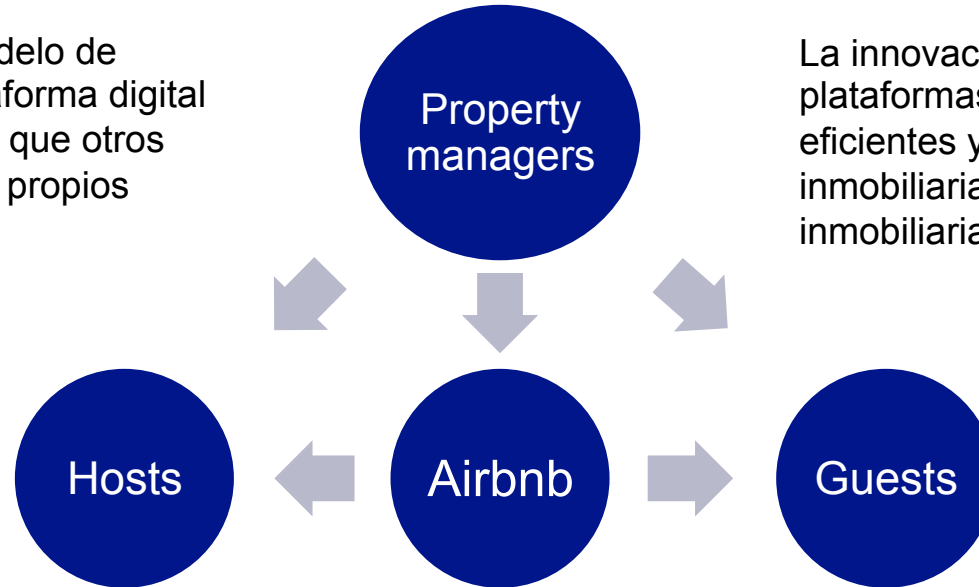 delo de
aforma digital
que otros
propios
Property
managers
La innovac
plataformas
eficientes y
inmobiliaria
inmobiliaria
Hosts
Airbnb
Guests